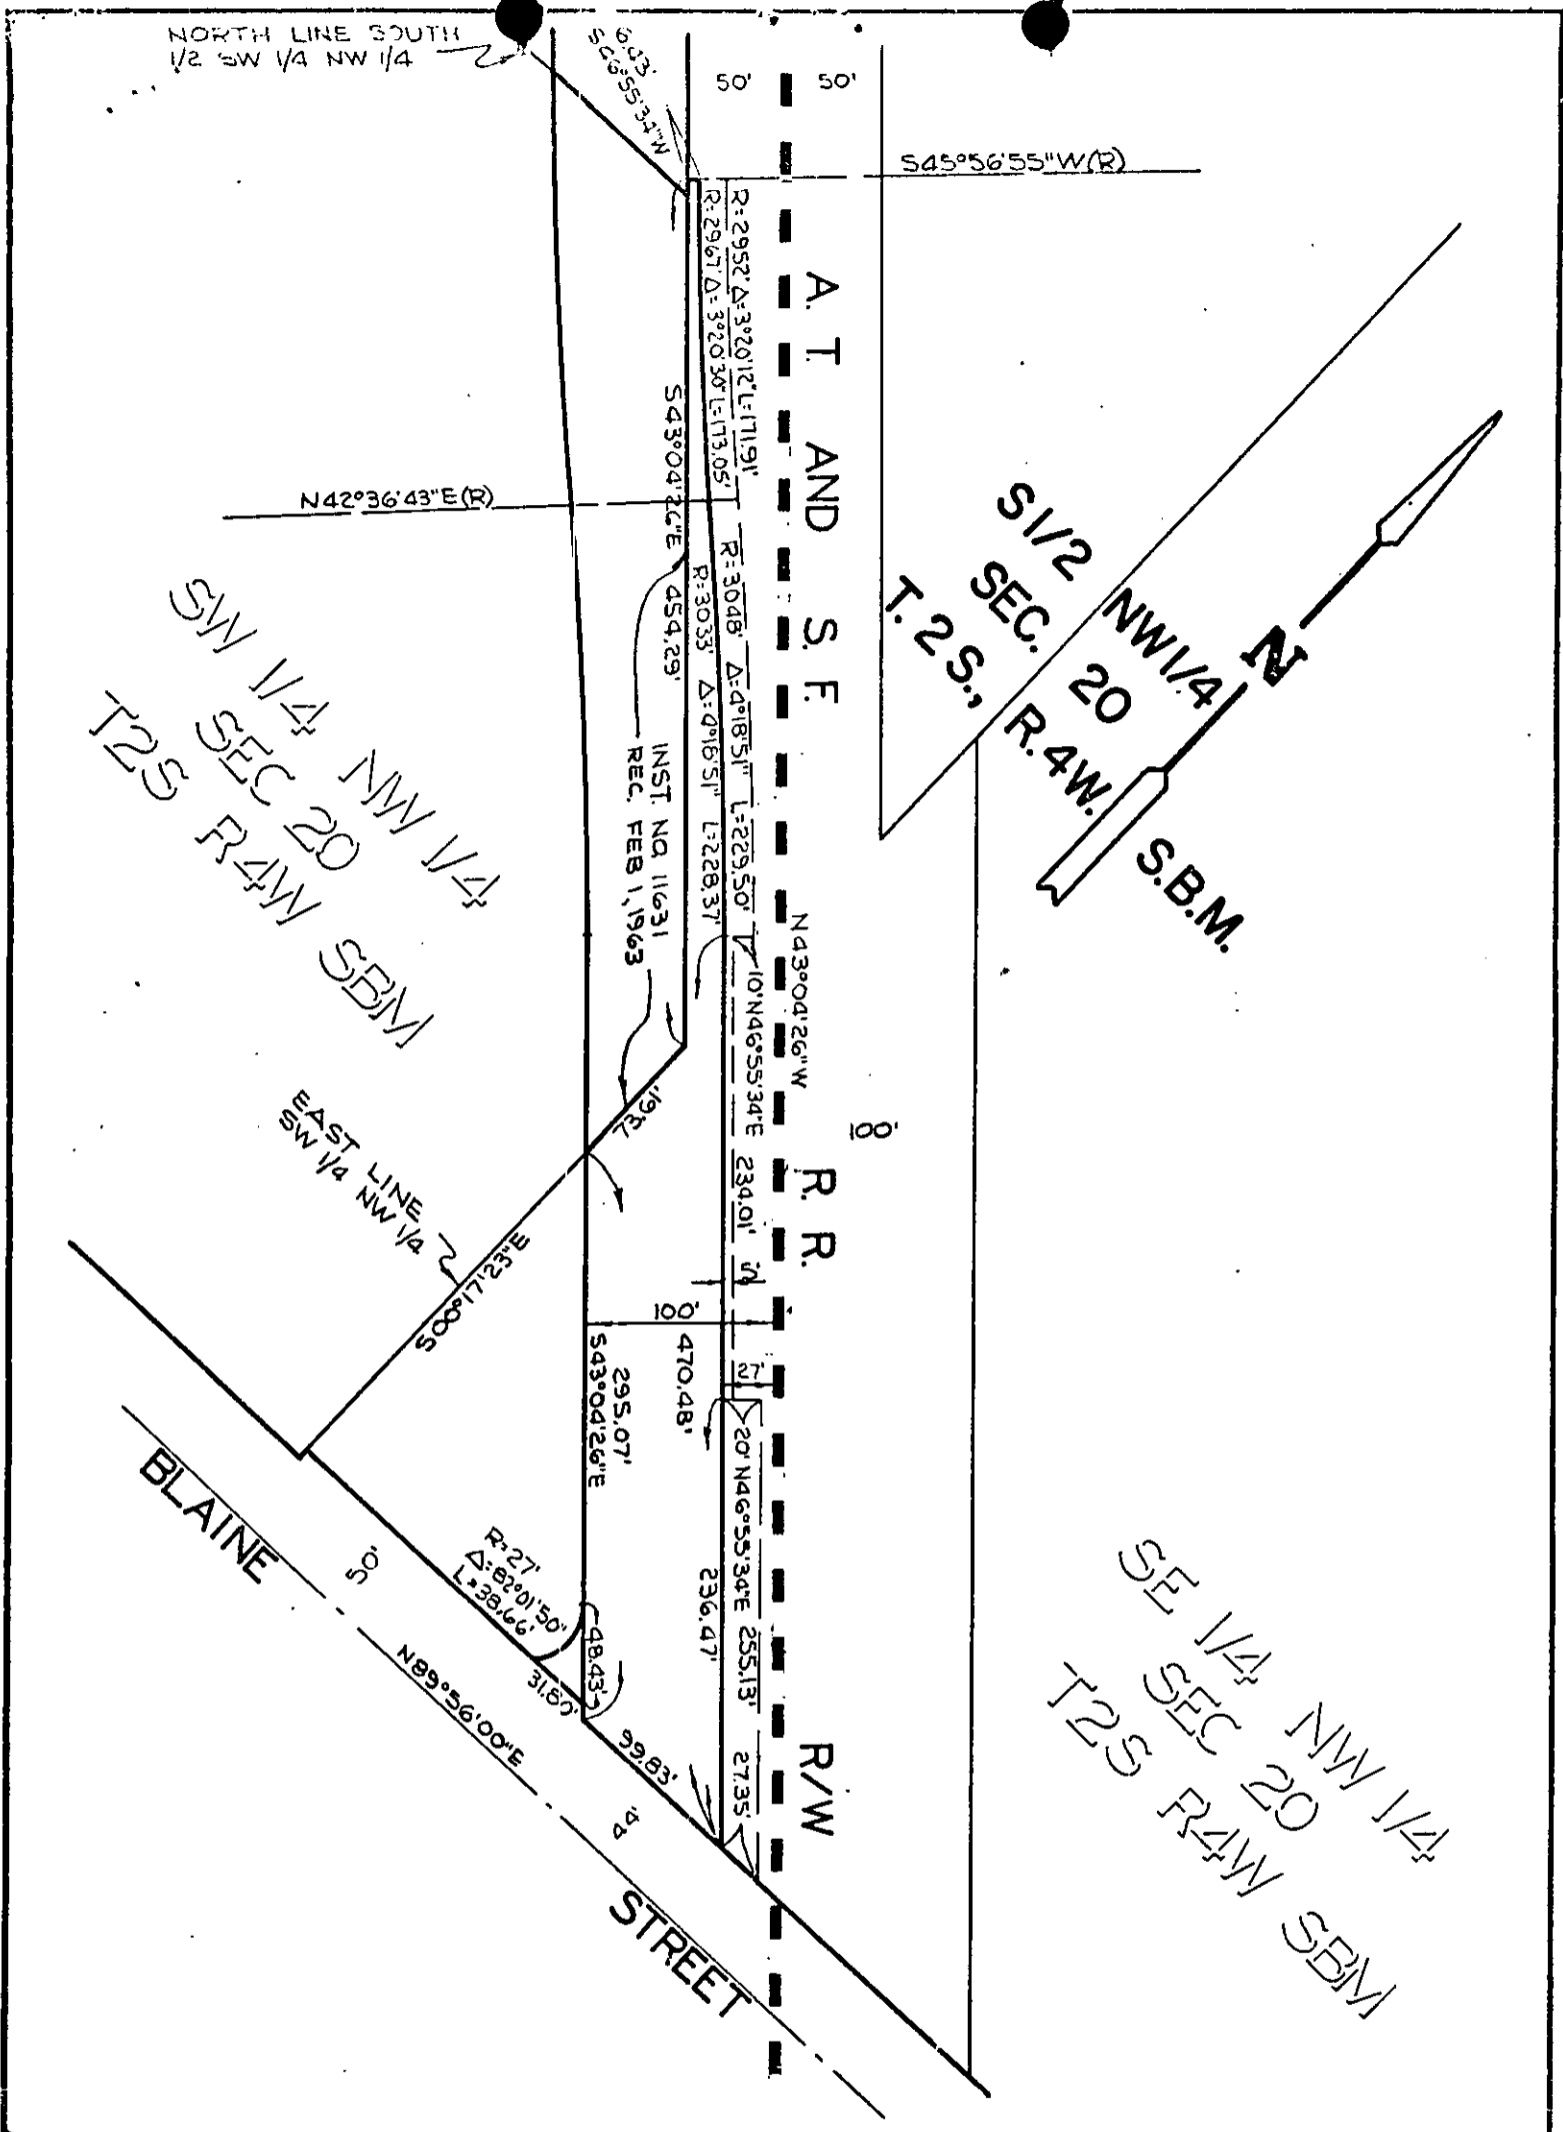 NORTH LINE SOUTH
1/2 SW 1/4 NW 1/4
6.03'
S46°55'34"W
50'
50'
S45°56'55"W(R)
R=2952' Δ=3°20'12" L=171.91'
R=2967' Δ=3°20'30" L=173.05'
A. T. AND S. F. R. R. R/W
S43°04'26"E 454.29'
N42°36'43"E(R)
R=3048' Δ=4°18'51" L=229.50'
R=3033' Δ=4°18'51" L=228.37'
S1/2 NW1/4
SEC. 20
T. 2 S., R. 4W. S.B.M.
N
SW 1/4 NW 1/4
SEC 20
T2S R4W SBM
INST. NO. 11631
REC. FEB 1, 1963
N43°04'26"W
10' N46°55'34"E 234.01'
100'
73.61'
EAST LINE
SW 1/4 NW 1/4
S00°17'23"E
5'
100'
27'
470.48'
295.07'
S43°04'26"E
20' N46°55'34"E 255.13' 27.35'
236.47'
R=27'
Δ=82°01'50"
L=38.66'
48.43'
31.80'
99.83'
BLAINE STREET
50'
N89°56'00"E
44'
SE 1/4 NW 1/4
SEC 20
T2S R4W SBM